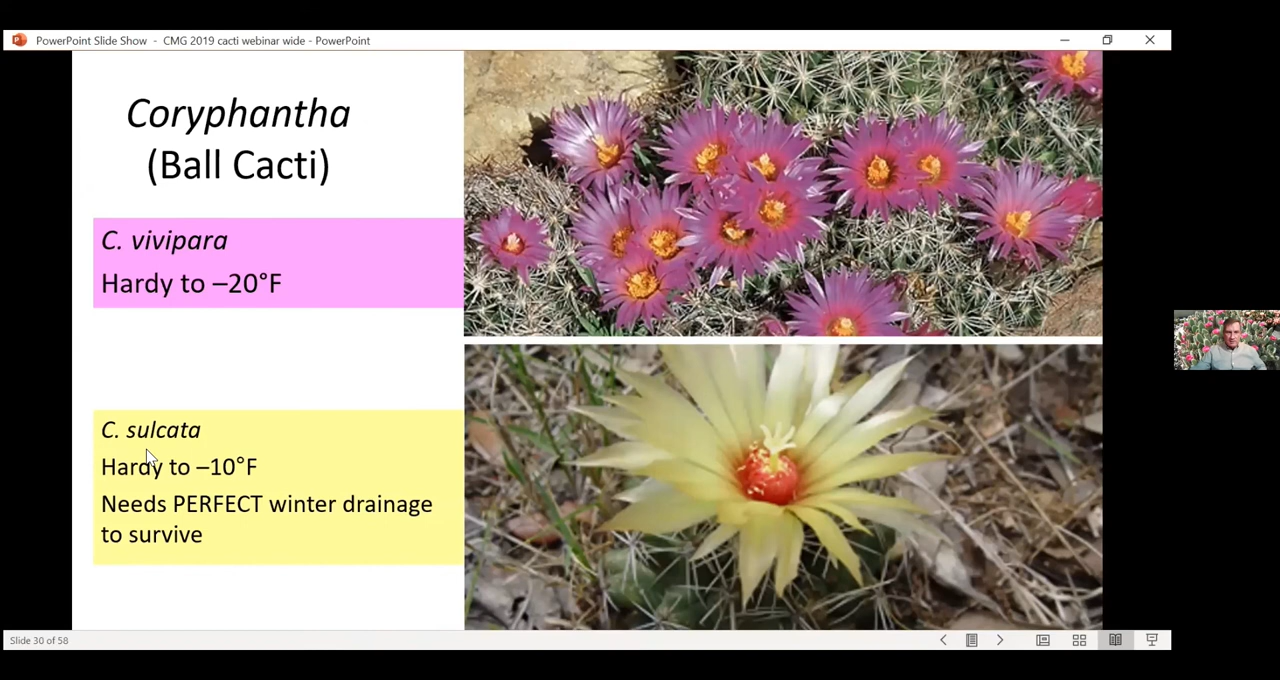 PowerPoint Slide Show - CMG 2019 cacti webinar wide - PowerPoint
Coryphantha
(Ball Cacti)
C. vivipara
Hardy to –20°F
C. sulcata
Hardy to –10°F
Needs PERFECT winter drainage
to survive
Slide 30 of 58